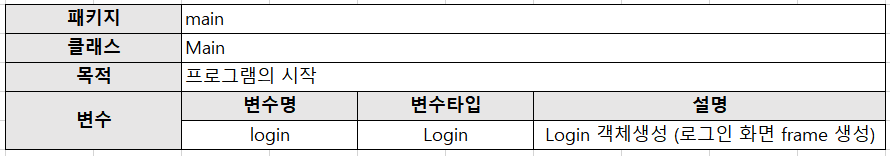 패키지 main
클래스 Main
목적 프로그램의 시작
변수 변수명 변수타입 설명
login Login Login 객체생성 (로그인 화면 frame 생성)